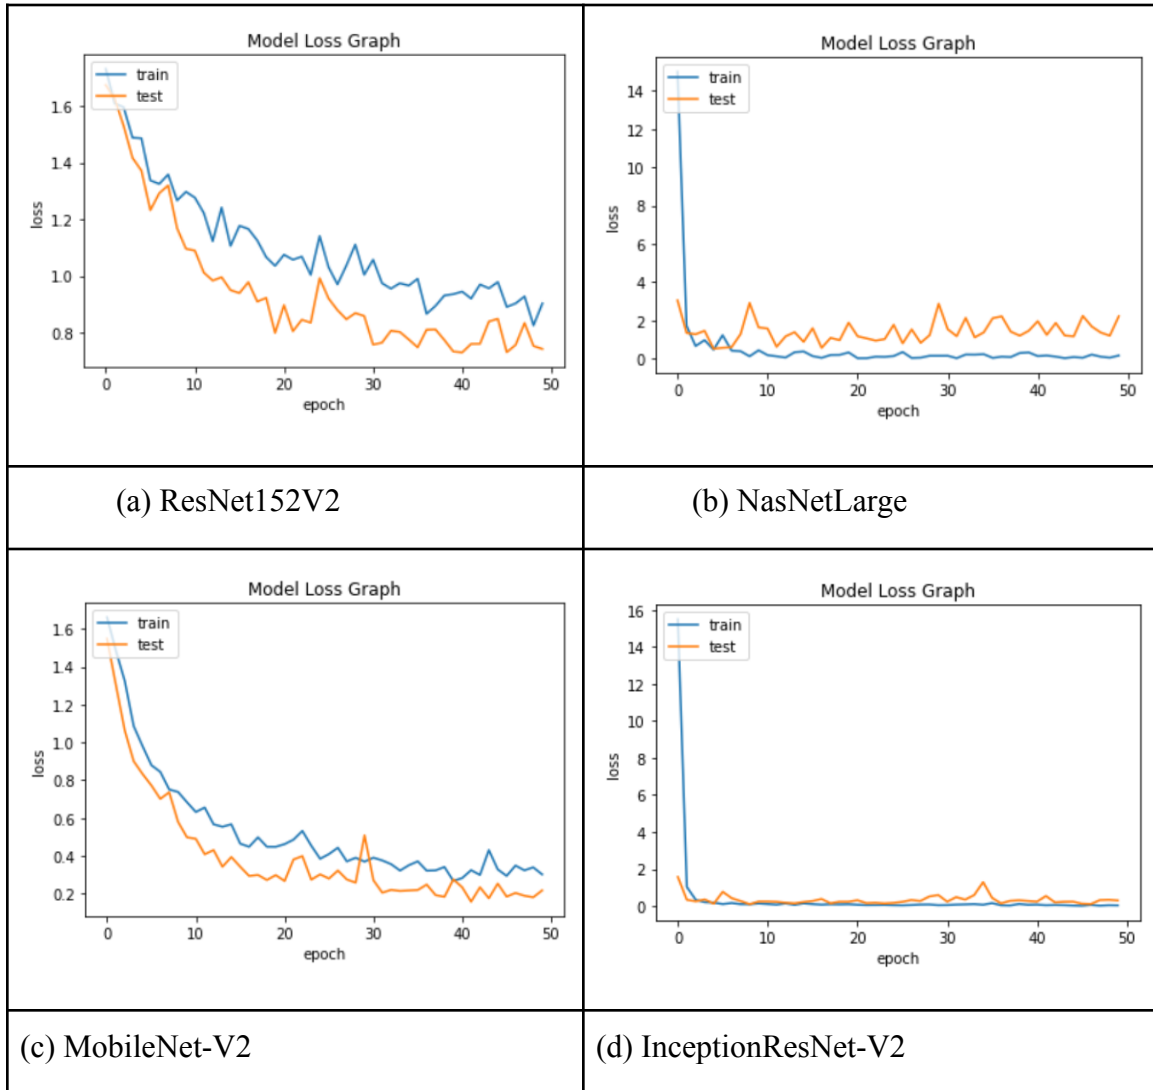 Model Loss Graph
train
test
1.6
1.4
1.2
1.0
0.8
loss
0 10 20 30 40 50
epoch
(a) ResNet152V2
Model Loss Graph
train
test
14
12
10
8
6
4
2
0
loss
0 10 20 30 40 50
epoch
(b) NasNetLarge
Model Loss Graph
train
test
1.6
1.4
1.2
1.0
0.8
0.6
0.4
0.2
loss
0 10 20 30 40 50
epoch
(c) MobileNet-V2
Model Loss Graph
train
test
16
14
12
10
8
6
4
2
0
loss
0 10 20 30 40 50
epoch
(d) InceptionResNet-V2